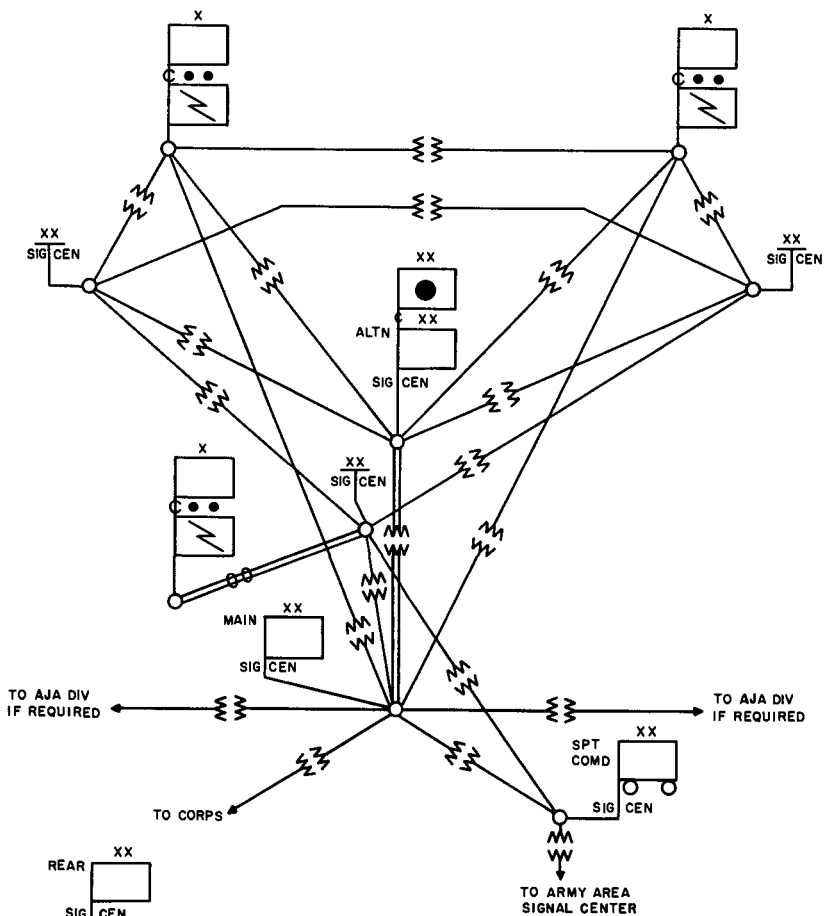 X
X
XX
SIG CEN
XX
SIG CEN
XX
XX
ALTN
SIG CEN
XX
SIG CEN
X
XX
MAIN
SIG CEN
TO AJA DIV
IF REQUIRED
TO AJA DIV
IF REQUIRED
XX
SPT
COMD
SIG CEN
TO CORPS
XX
REAR
SIG CEN
TO ARMY AREA
SIGNAL CENTER